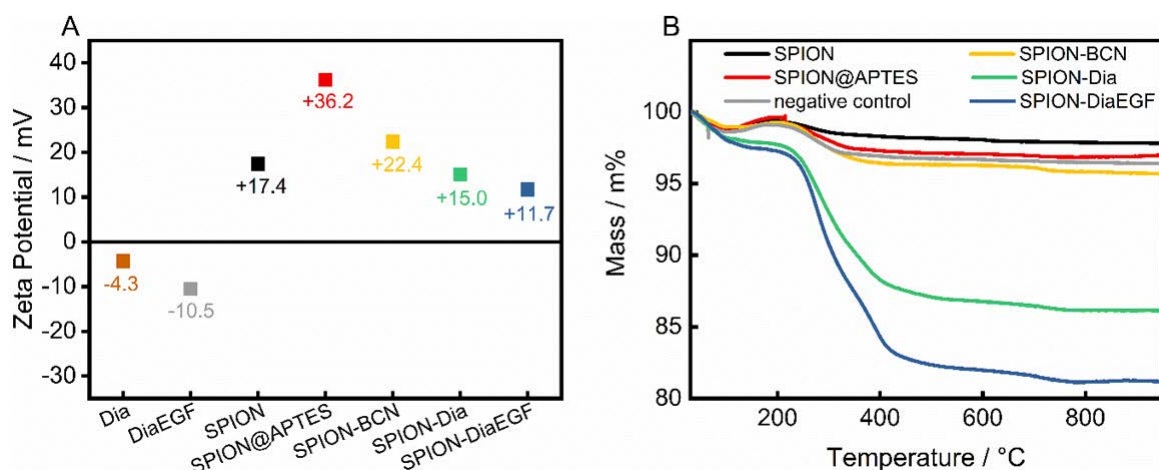 A
Zeta Potential / mV
40
30
20
10
0
-10
-20
-30
+36.2
+17.4
+22.4
+15.0
+11.7
-4.3
-10.5
Dia
DiaEGF
SPION
SPION@APTES
SPION-BCN
SPION-Dia
SPION-DiaEGF
B
SPION
SPION@APTES
negative control
SPION-BCN
SPION-Dia
SPION-DiaEGF
Mass / m%
100
95
90
85
80
200
400
600
800
Temperature / °C